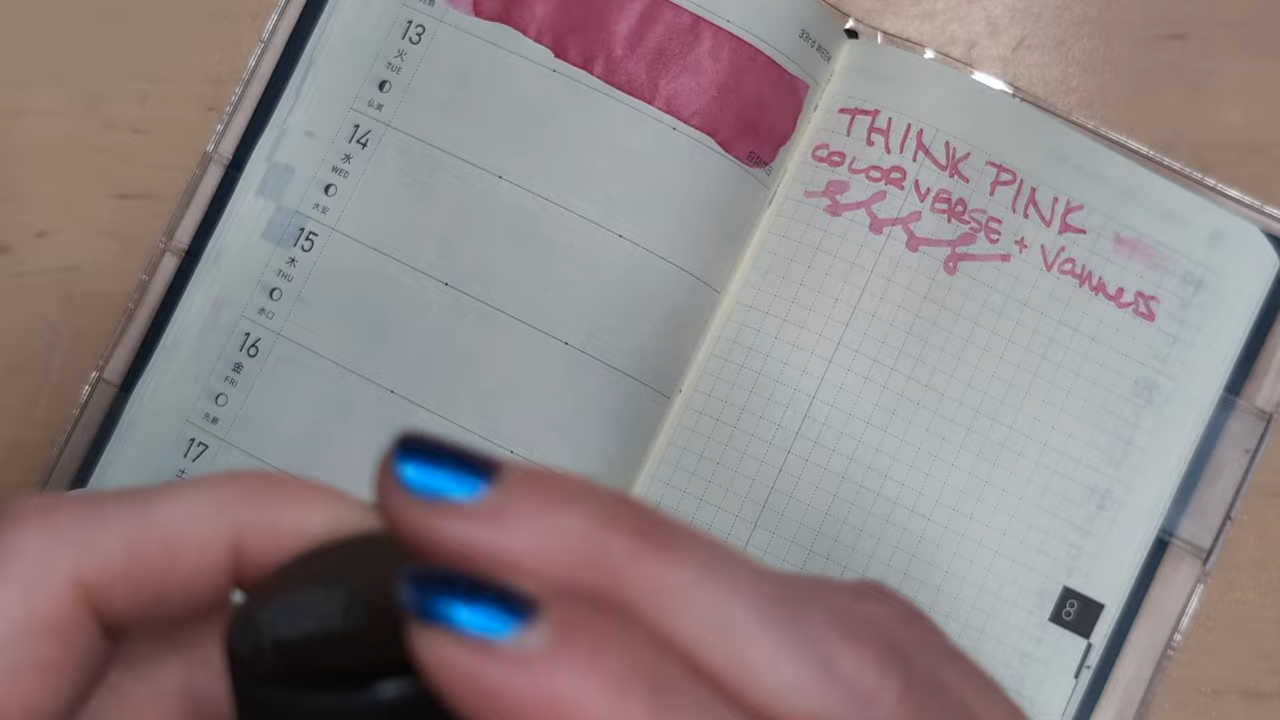 13
火
TUE
仏滅
14
水
WED
大安
15
木
THU
赤口
16
金
FRI
先勝
17
土
33rd WEEK
THINK PINK
COLORVERSE + Vanness
8